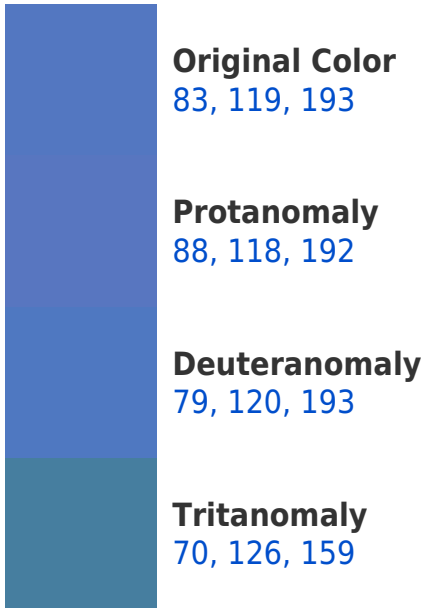 Original Color
83, 119, 193
Protanomaly
88, 118, 192
Deuteranomaly
79, 120, 193
Tritanomaly
70, 126, 159